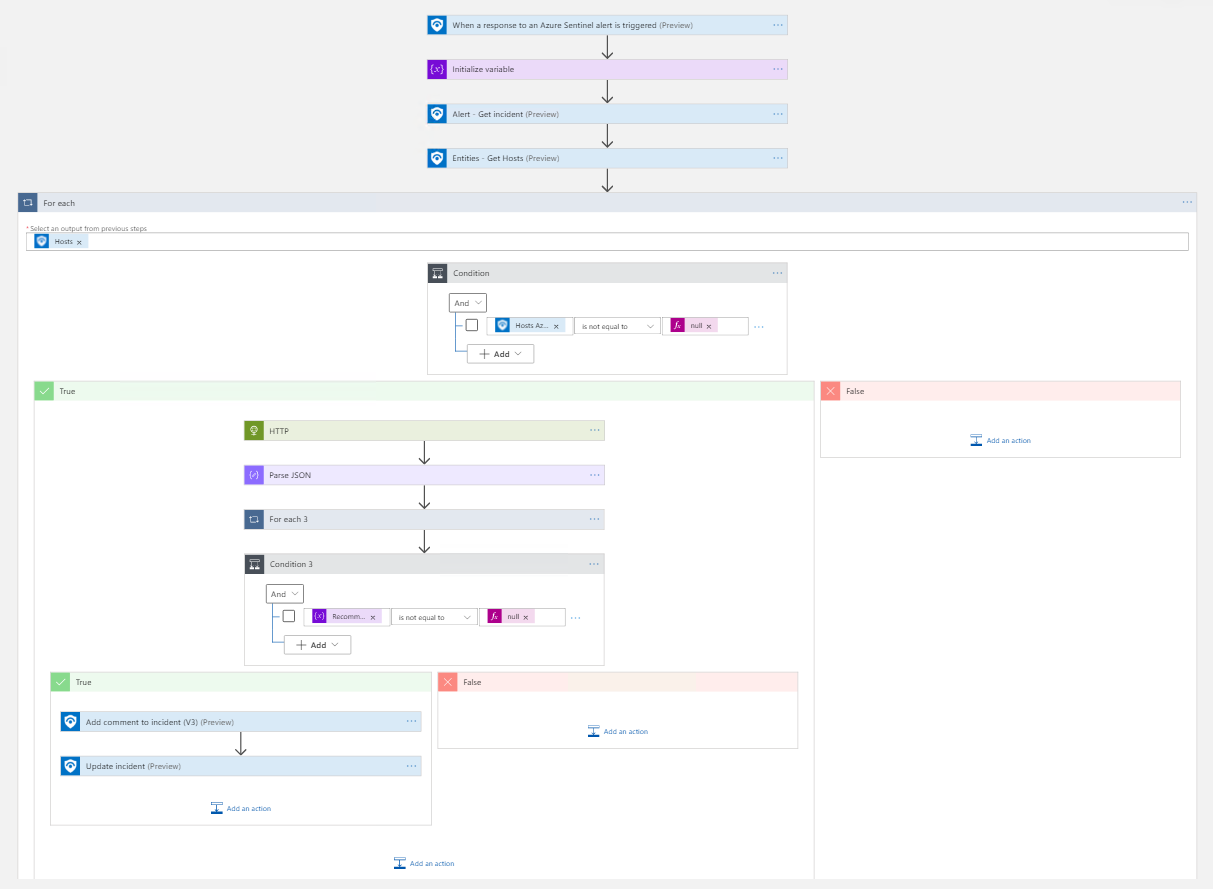 When a response to an Azure Sentinel alert is triggered (Preview)
{x} Initialize variable
Alert - Get incident (Preview)
Entities - Get Hosts (Preview)
For each
* Select an output from previous steps
Hosts x
Condition
And
Hosts Az... x is not equal to fx null x ...
+ Add
True
False
HTTP
Add an action
Parse JSON
For each 3
Condition 3
And
{x} Recomm... x is not equal to fx null x ...
+ Add
True
False
Add comment to incident (V3) (Preview)
Add an action
Update incident (Preview)
Add an action
Add an action